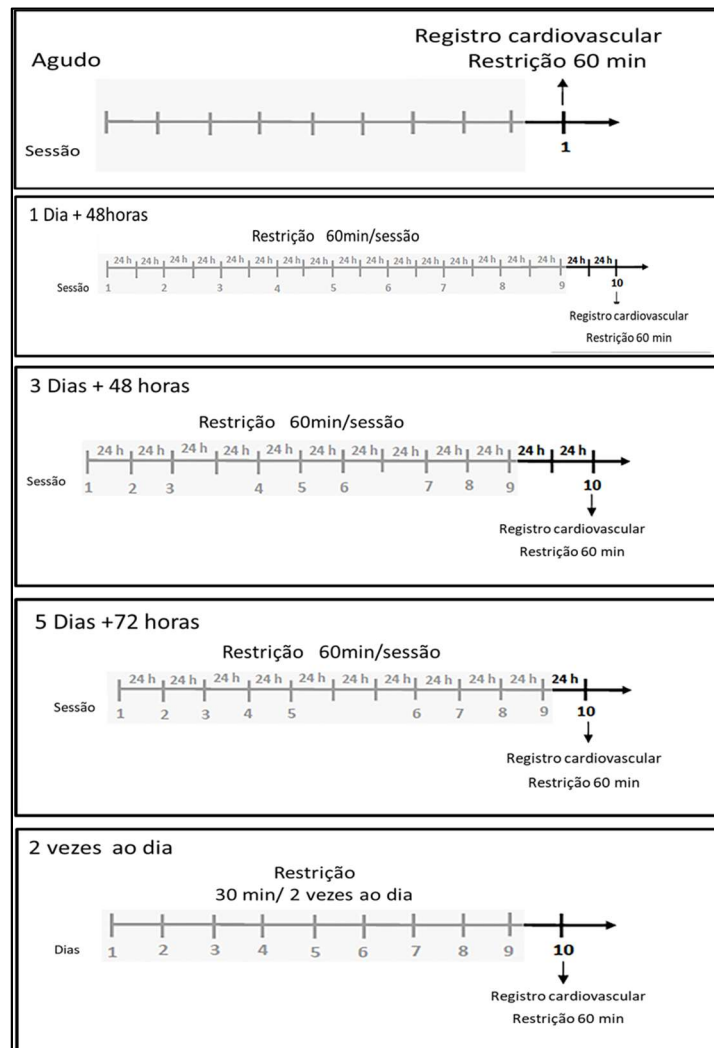 Agudo
Registro cardiovascular
Restrição 60 min
Sessão
1
1 Dia + 48horas
Restrição 60min/sessão
24 h 24 h 24 h 24 h 24 h 24 h 24 h 24 h 24 h 24 h 24 h 24 h 24 h 24 h 24 h 24 h 24 h 24 h
Sessão 1 2 3 4 5 6 7 8 9 10
Registro cardiovascular
Restrição 60 min
3 Dias + 48 horas
Restrição 60min/sessão
24 h 24 h 24 h 24 h 24 h 24 h 24 h 24 h 24 h 24 h 24 h 24 h
Sessão 1 2 3 4 5 6 7 8 9 10
Registro cardiovascular
Restrição 60 min
5 Dias +72 horas
Restrição 60min/sessão
24 h 24 h 24 h 24 h 24 h 24 h 24 h 24 h 24 h 24 h 24 h
Sessão 1 2 3 4 5 6 7 8 9 10
Registro cardiovascular
Restrição 60 min
2 vezes ao dia
Restrição
30 min/ 2 vezes ao dia
Dias 1 2 3 4 5 6 7 8 9 10
Registro cardiovascular
Restrição 60 min